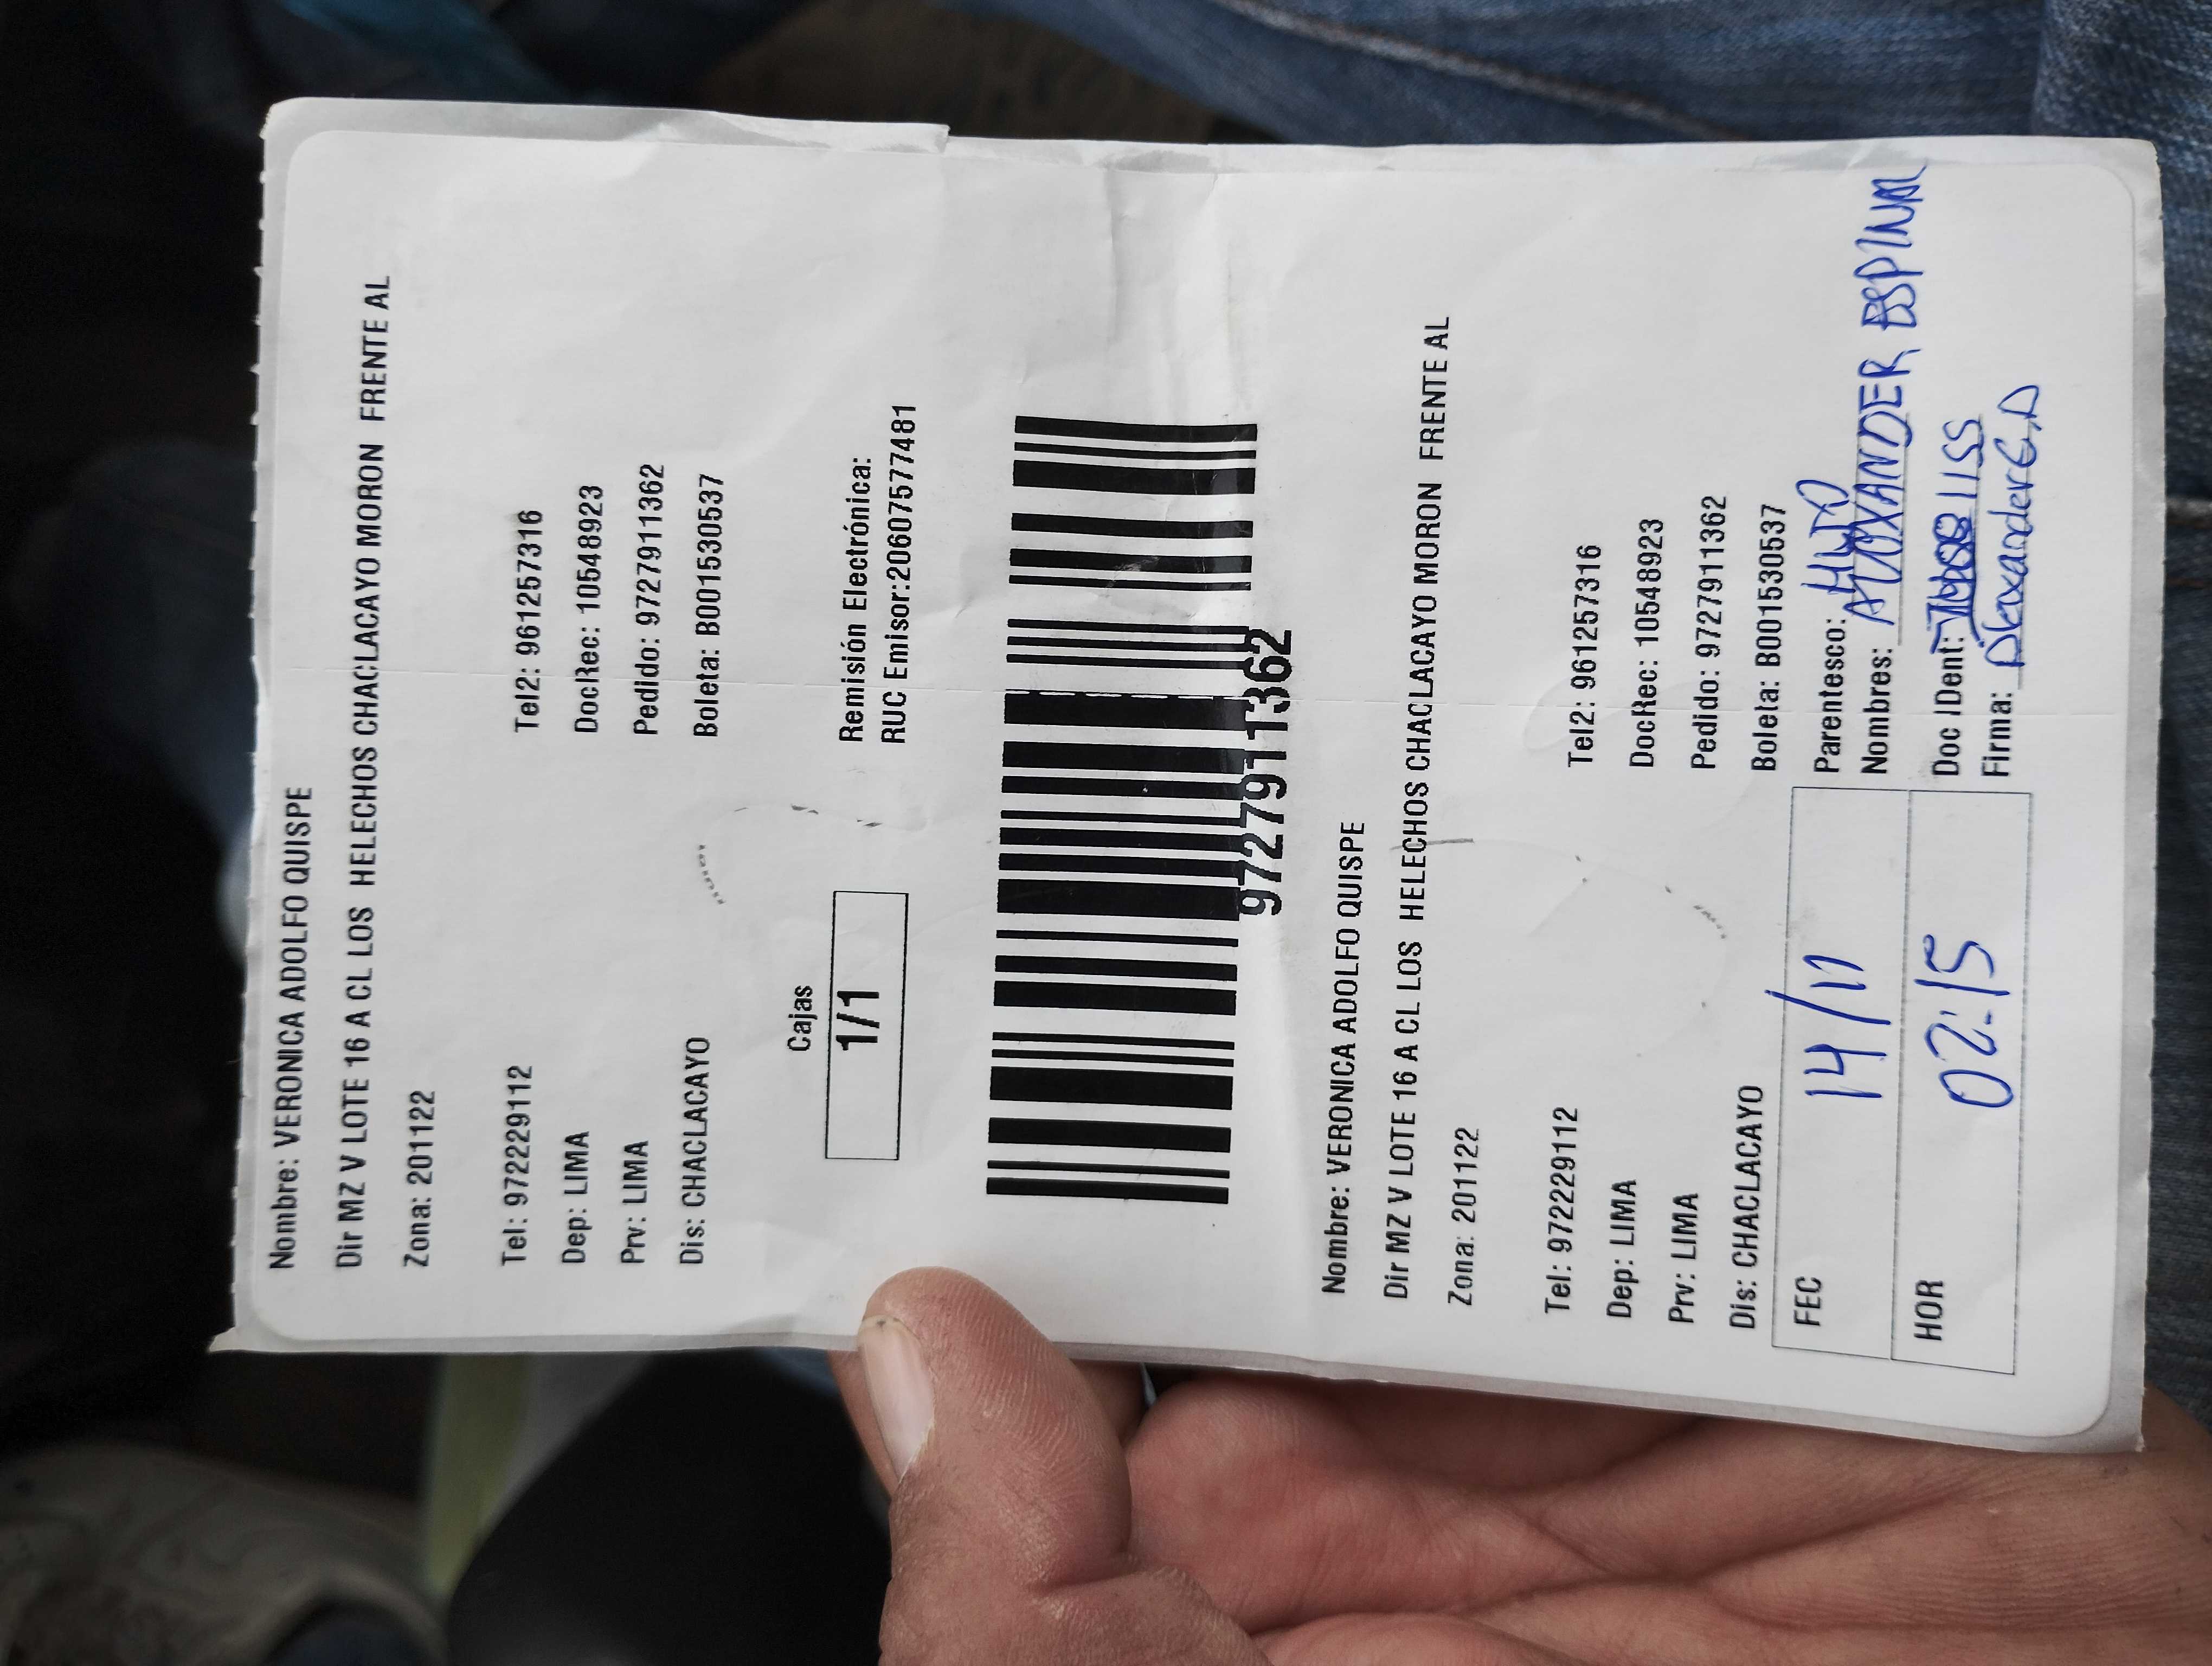 Nombre: VERONICA ADOLFO QUISPE
Dir MZ V LOTE 16 A CL LOS HELECHOS CHACLACAYO MORON FRENTE AL
Zona: 201122
Tel: 972229112 Tel2: 961257316
Dep: LIMA DocRec: 10548923
Prv: LIMA Pedido: 9727911362
Dis: CHACLACAYO Boleta: B001530537
Cajas
1/1
Remisión Electrónica:
RUC Emisor:20607577481
9727911362
Nombre: VERONICA ADOLFO QUISPE
Dir MZ V LOTE 16 A CL LOS HELECHOS CHACLACAYO MORON FRENTE AL
Zona: 201122
Tel: 972229112 Tel2: 961257316
Dep: LIMA DocRec: 10548923
Prv: LIMA Pedido: 9727911362
Dis: CHACLACAYO Boleta: B001530537
FEC 14/11
Parentesco:
Nombres: ALEXANDER ESPINAL
HOR 02:15
Doc IDent:
Firma: